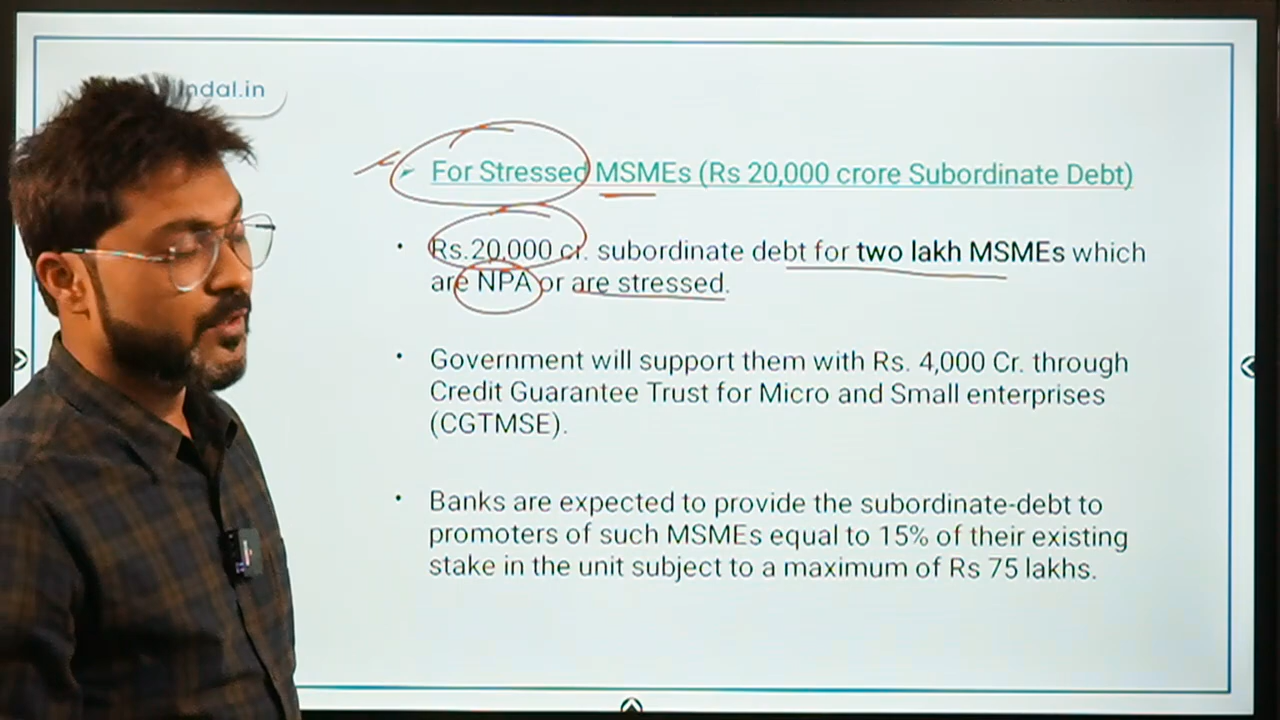 ndal.in
For Stressed MSMEs (Rs 20,000 crore Subordinate Debt)
• Rs.20,000 cr. subordinate debt for two lakh MSMEs which
are NPA or are stressed.
• Government will support them with Rs. 4,000 Cr. through
Credit Guarantee Trust for Micro and Small enterprises
(CGTMSE).
• Banks are expected to provide the subordinate-debt to
promoters of such MSMEs equal to 15% of their existing
stake in the unit subject to a maximum of Rs 75 lakhs.